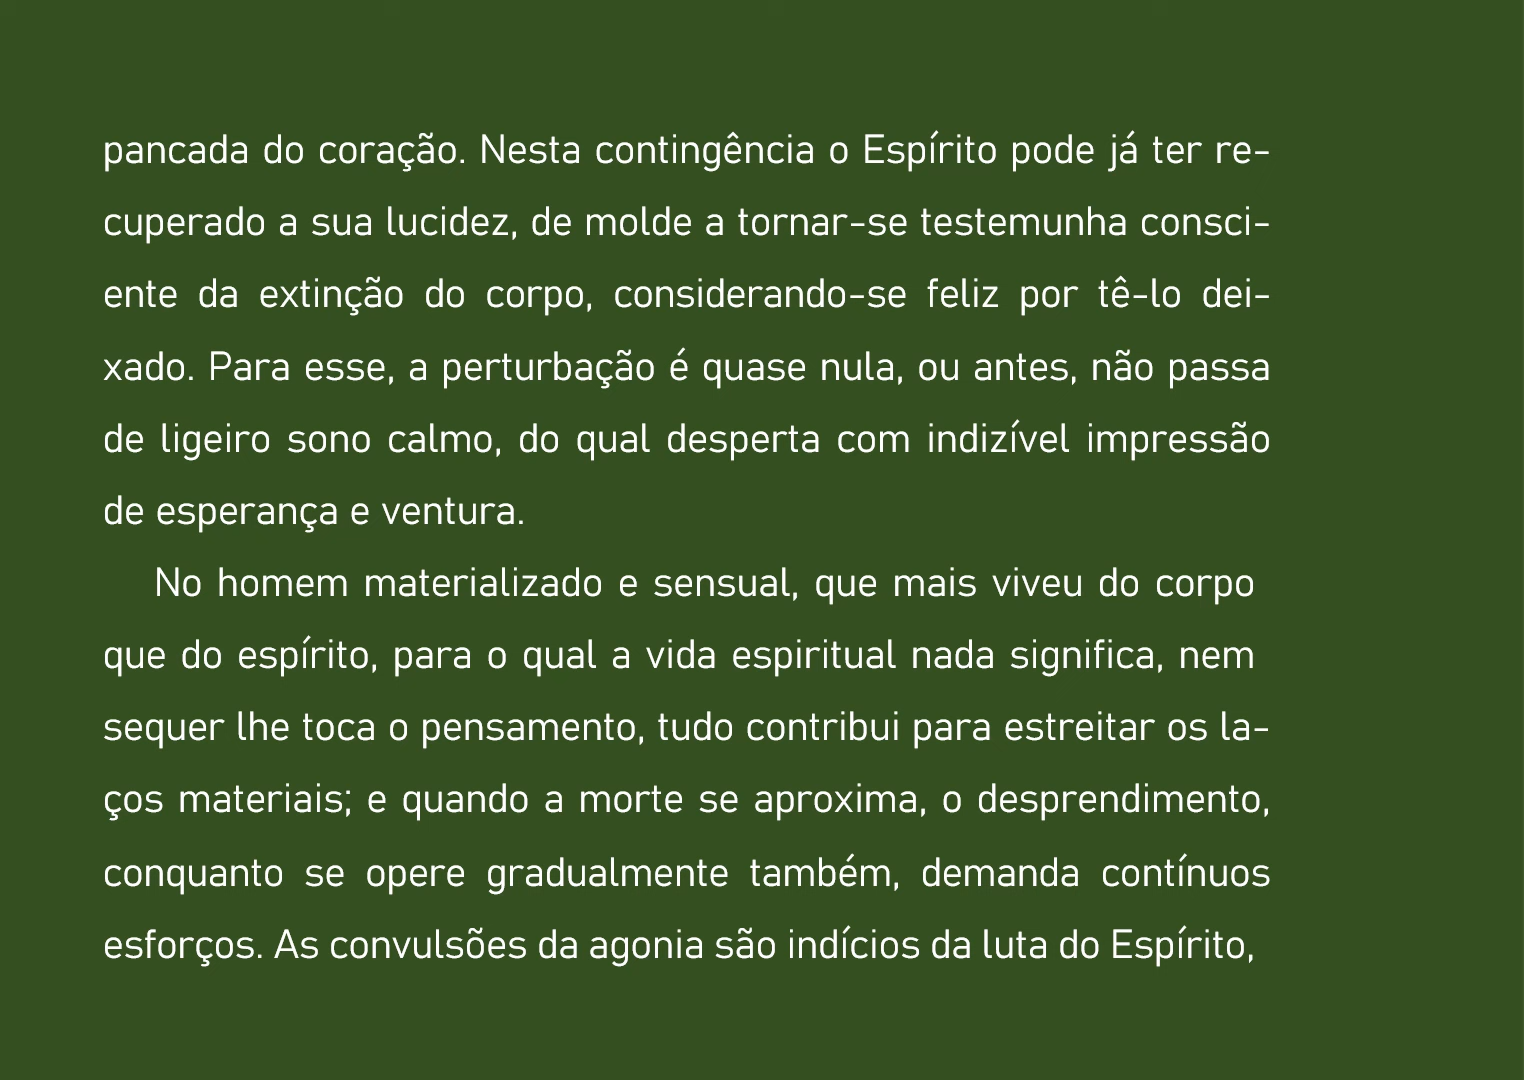 pancada do coração. Nesta contingência o Espírito pode já ter re-
cuperado a sua lucidez, de molde a tornar-se testemunha consci-
ente da extinção do corpo, considerando-se feliz por tê-lo dei-
xado. Para esse, a perturbação é quase nula, ou antes, não passa
de ligeiro sono calmo, do qual desperta com indizível impressão
de esperança e ventura.
No homem materializado e sensual, que mais viveu do corpo
que do espírito, para o qual a vida espiritual nada significa, nem
sequer lhe toca o pensamento, tudo contribui para estreitar os la-
ços materiais; e quando a morte se aproxima, o desprendimento,
conquanto se opere gradualmente também, demanda contínuos
esforços. As convulsões da agonia são indícios da luta do Espírito,